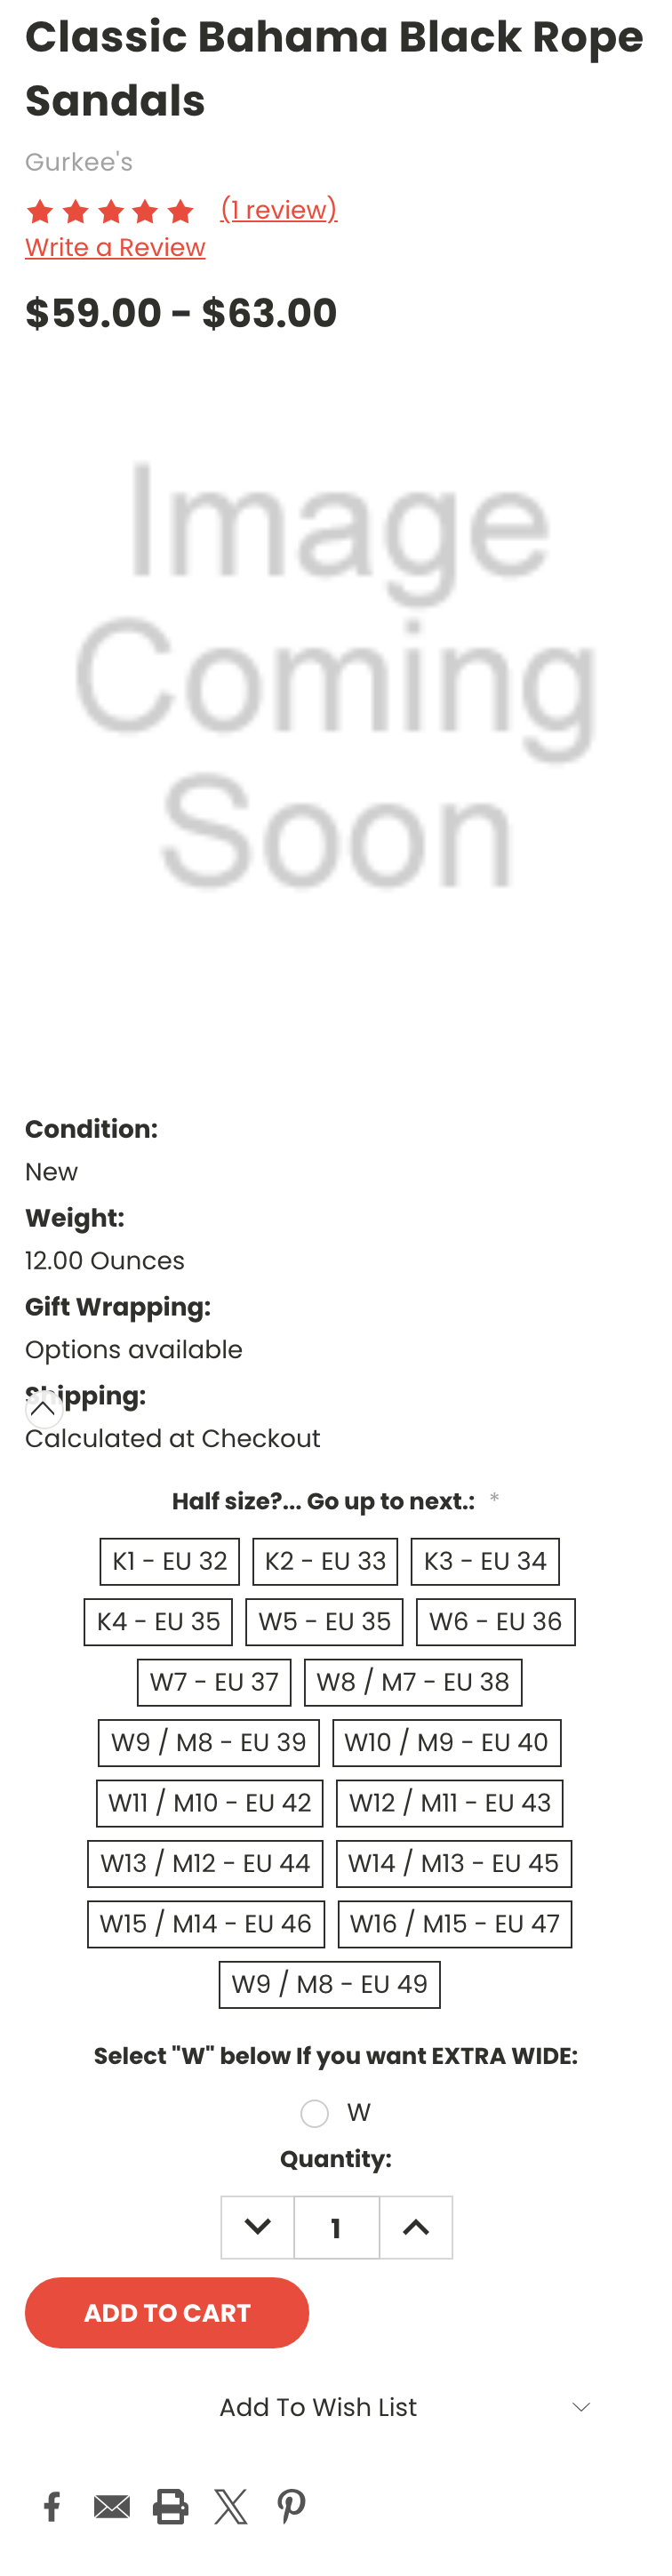 Classic Bahama Black Rope
Sandals
Gurkee's
(1 review)
Write a Review
$59.00 - $63.00
Image
Coming
Soon
Condition:
New
Weight:
12.00 Ounces
Gift Wrapping:
Options available
Shipping:
Calculated at Checkout
Half size?... Go up to next.: *
K1 - EU 32 K2 - EU 33 K3 - EU 34
K4 - EU 35 W5 - EU 35 W6 - EU 36
W7 - EU 37 W8 / M7 - EU 38
W9 / M8 - EU 39 W10 / M9 - EU 40
W11 / M10 - EU 42 W12 / M11 - EU 43
W13 / M12 - EU 44 W14 / M13 - EU 45
W15 / M14 - EU 46 W16 / M15 - EU 47
W9 / M8 - EU 49
Select "W" below If you want EXTRA WIDE:
W
Quantity:
1
ADD TO CART
Add To Wish List